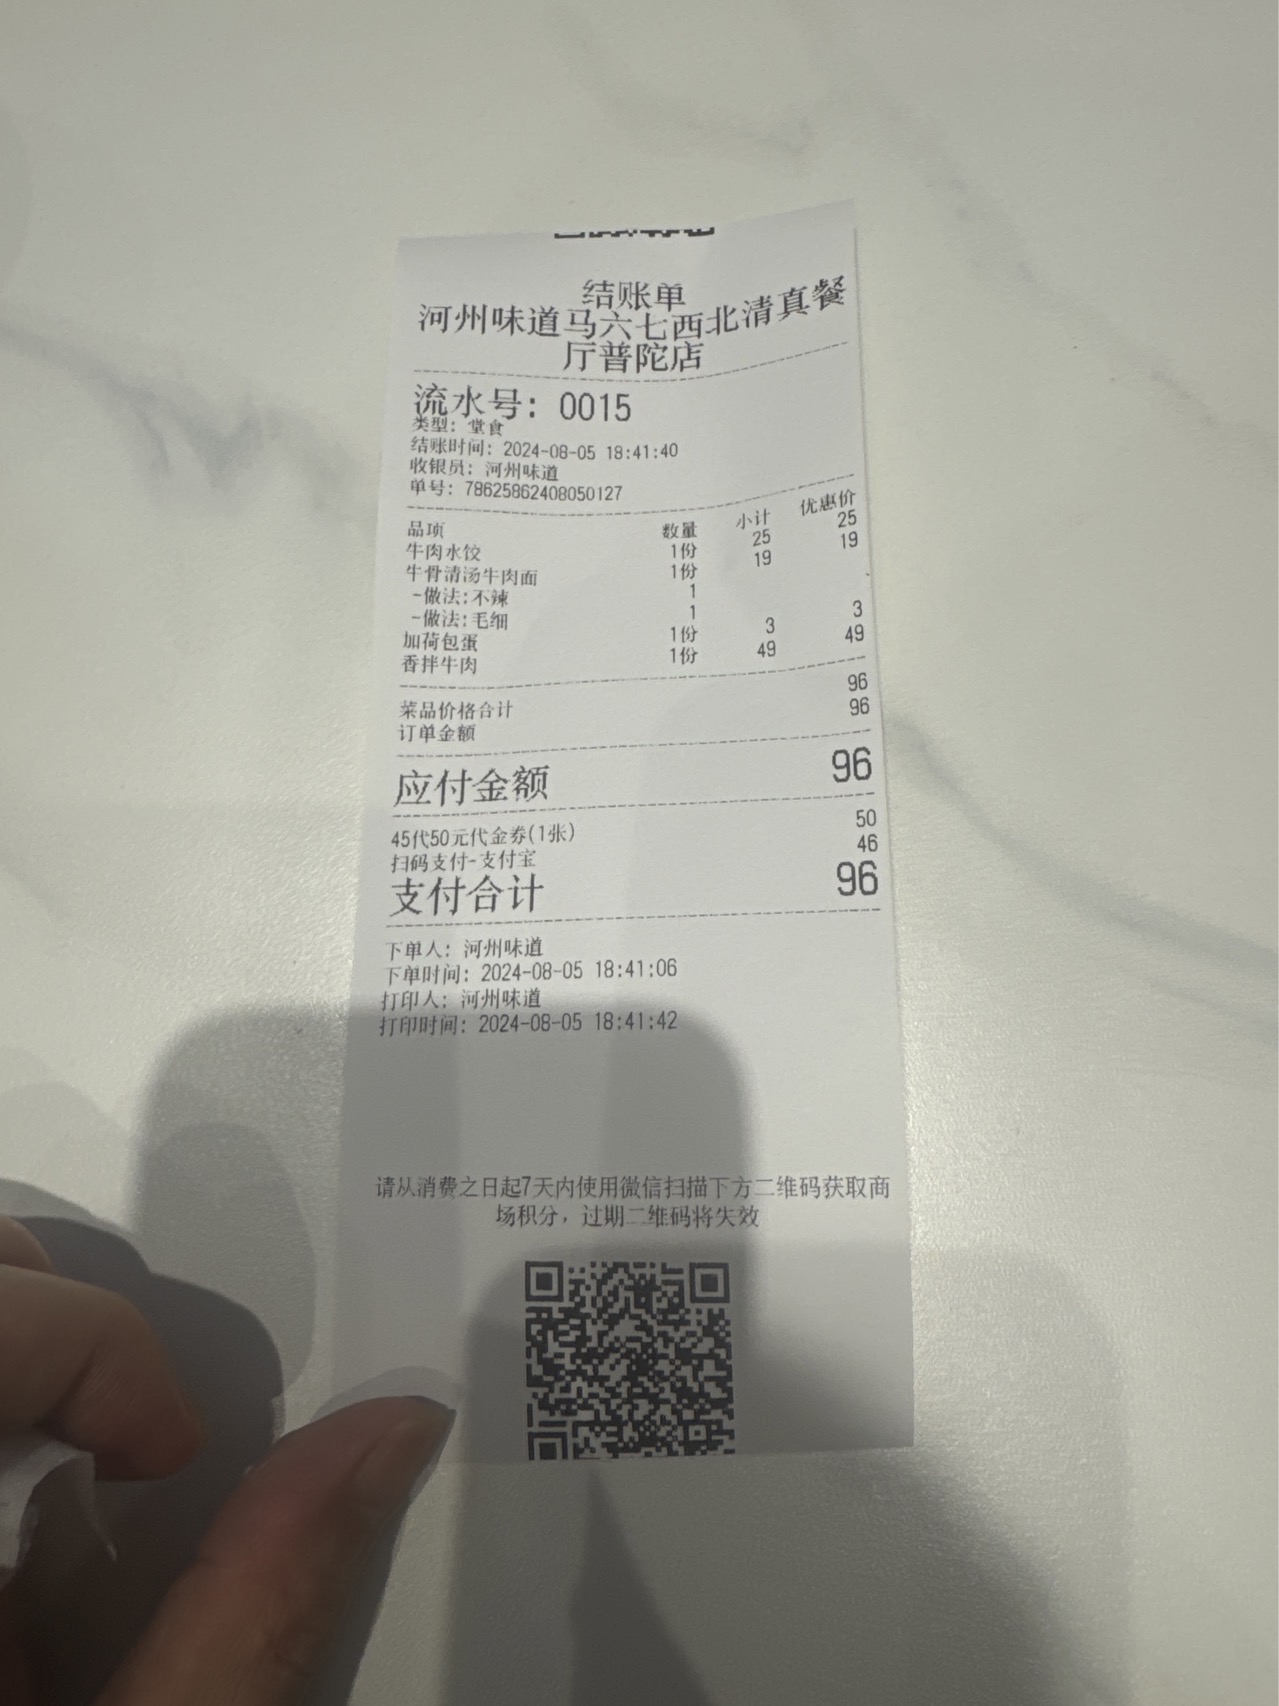 结账单
河州味道马六七西北清真餐
厅普陀店
流水号: 0015
类型: 堂食
结账时间: 2024-08-05 18:41:40
收银员: 河州味道
单号: 78625862408050127
品项 数量 小计 优惠价
牛肉水饺 1份 25 25
牛骨清汤牛肉面 1份 19 19
-做法:不辣 1
-做法:毛细 1
加荷包蛋 1份 3 3
香拌牛肉 1份 49 49
菜品价格合计 96
订单金额 96
应付金额 96
45代50元代金券(1张) 50
扫码支付-支付宝 46
支付合计 96
下单人: 河州味道
下单时间: 2024-08-05 18:41:06
打印人: 河州味道
打印时间: 2024-08-05 18:41:42
请从消费之日起7天内使用微信扫描下方二维码获取商
场积分，过期二维码将失效